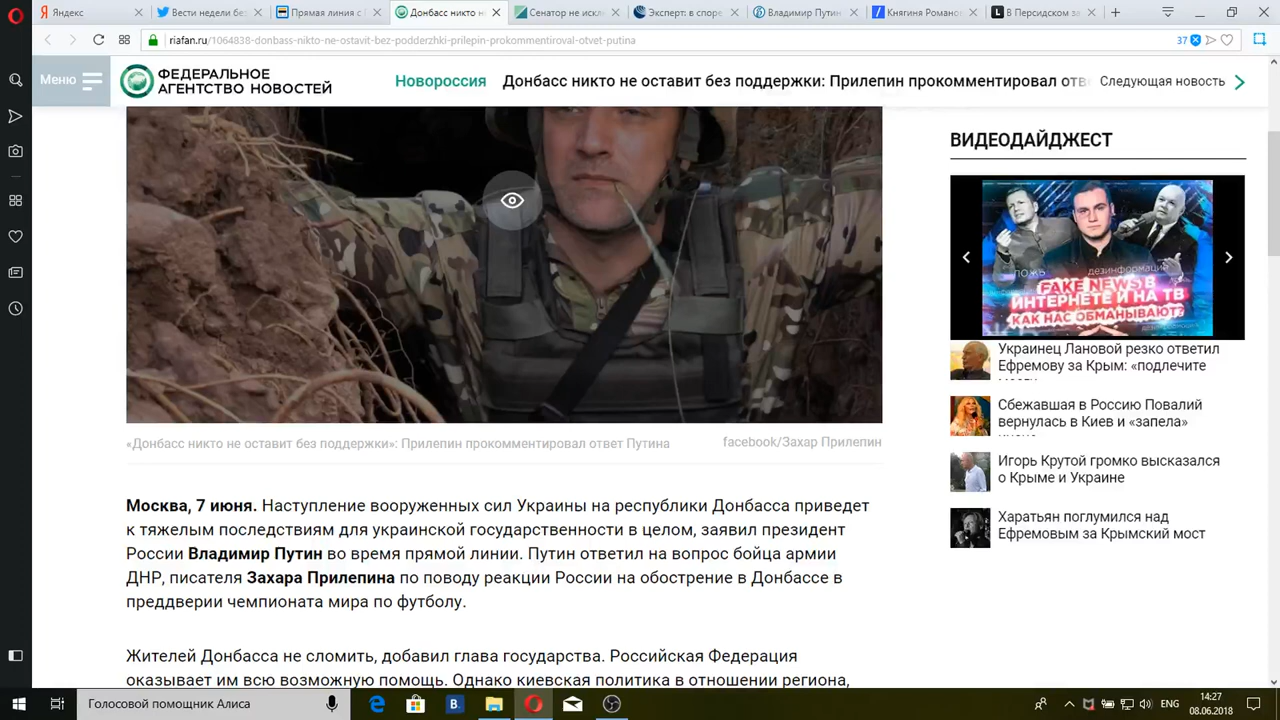 Яндекс
Вести недели без
Прямая линия с
Донбасс никто не
Сенатор не искл
Эксперт: в споре
Владимир Путин
Княгиня Романо
В Персидском за
riafan.ru/1064838-donbass-nikto-ne-ostavit-bez-podderzhki-prilepin-prokommentiroval-otvet-putina
37
Меню
ФЕДЕРАЛЬНОЕ
АГЕНТСТВО НОВОСТЕЙ
Новороссия
Донбасс никто не оставит без поддержки: Прилепин прокомментировал отв
Следующая новость
ВИДЕОДАЙДЖЕСТ
ложь
дезинформация
FAKE NEWS В
ИНТЕРНЕТЕ И НА ТВ
КАК НАС ОБМАНЫВАЮТ?
Украинец Лановой резко ответил
Ефремову за Крым: «подлечите
Сбежавшая в Россию Повалий
вернулась в Киев и «запела»
Игорь Крутой громко высказался
о Крыме и Украине
Харатьян поглумился над
Ефремовым за Крымский мост
«Донбасс никто не оставит без поддержки»: Прилепин прокомментировал ответ Путина
facebook/Захар Прилепин
Москва, 7 июня. Наступление вооруженных сил Украины на республики Донбасса приведет
к тяжелым последствиям для украинской государственности в целом, заявил президент
России Владимир Путин во время прямой линии. Путин ответил на вопрос бойца армии
ДНР, писателя Захара Прилепина по поводу реакции России на обострение в Донбассе в
преддверии чемпионата мира по футболу.
Жителей Донбасса не сломить, добавил глава государства. Российская Федерация
оказывает им всю возможную помощь. Однако киевская политика в отношении региона,
Голосовой помощник Алиса
ENG
14:27
08.06.2018